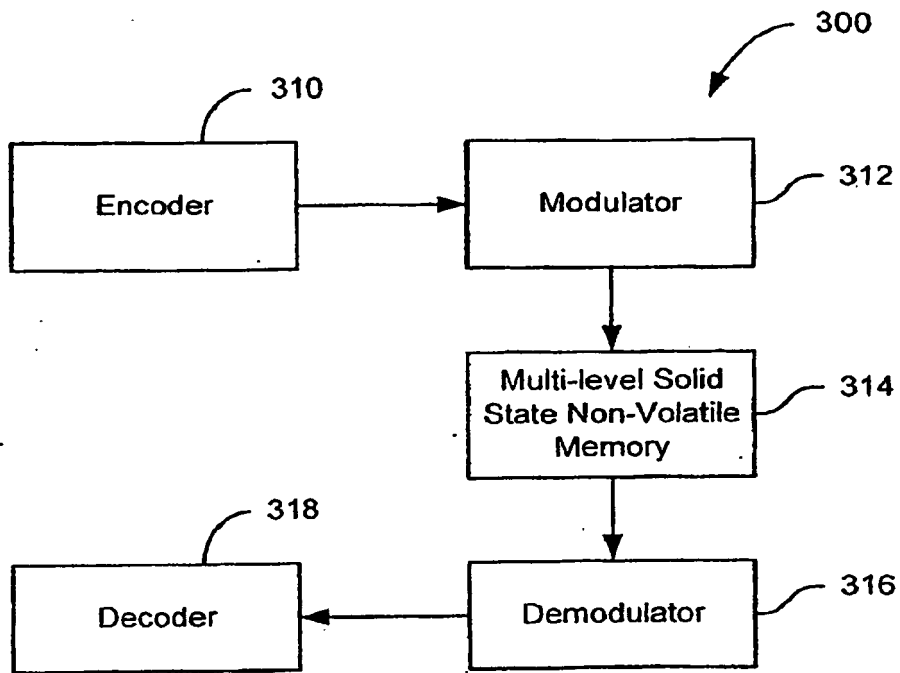 300
310
Encoder
Modulator
312
Multi-level Solid
State Non-Volatile
Memory
314
318
Decoder
Demodulator
316